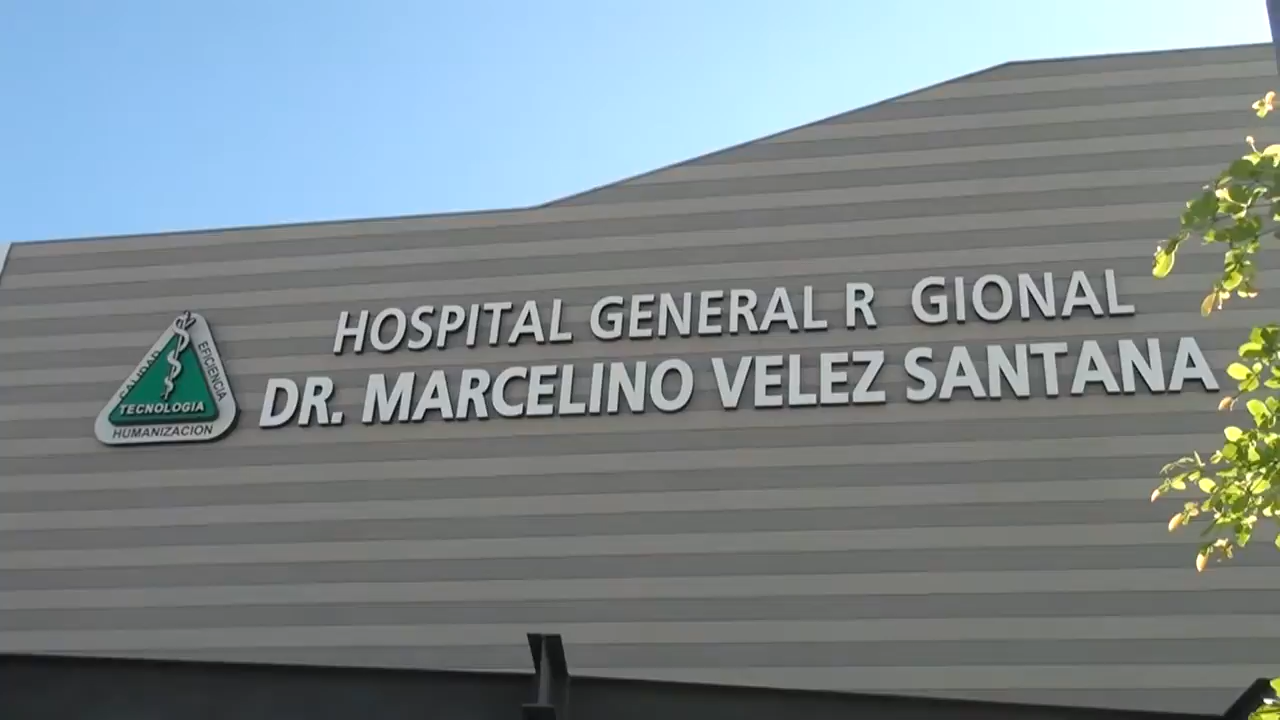 HOSPITAL GENERAL R GIONAL
DR. MARCELINO VELEZ SANTANA
CALIDAD
EFICIENCIA
TECNOLOGIA
HUMANIZACION